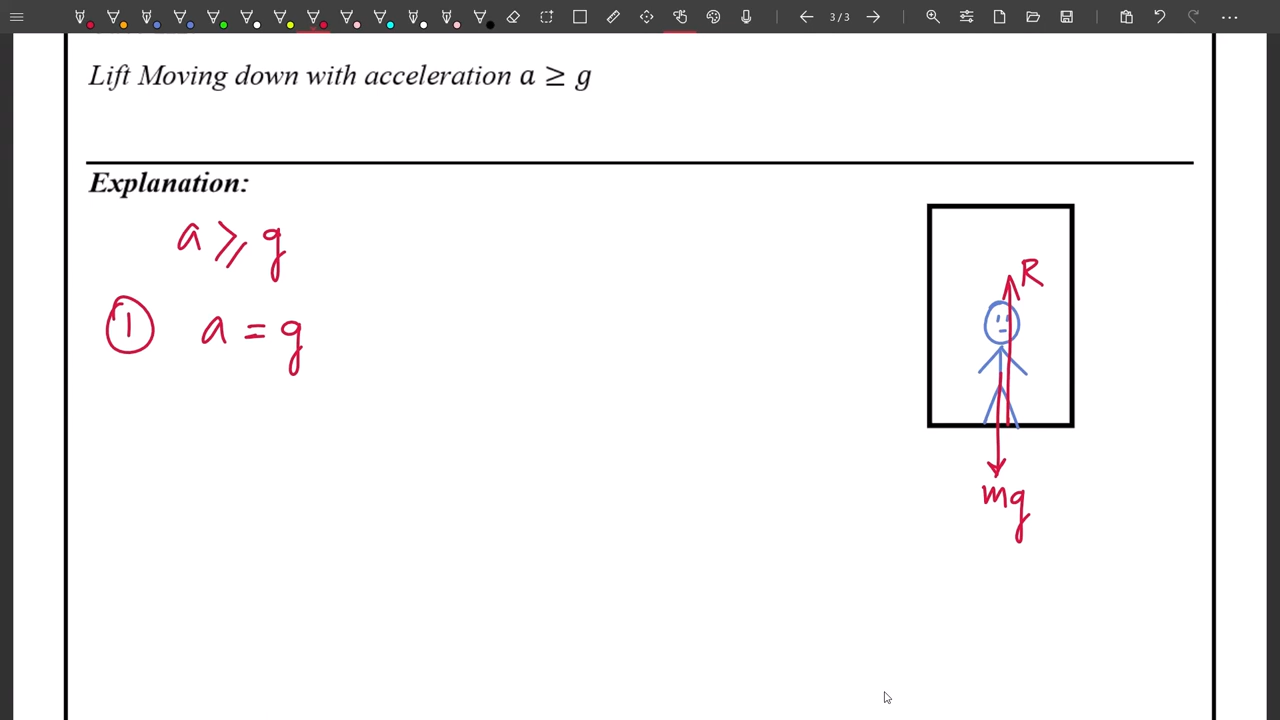 3/3
Lift Moving down with acceleration a ≥ g
Explanation:
a ⩾ g
① a = g
R
mg